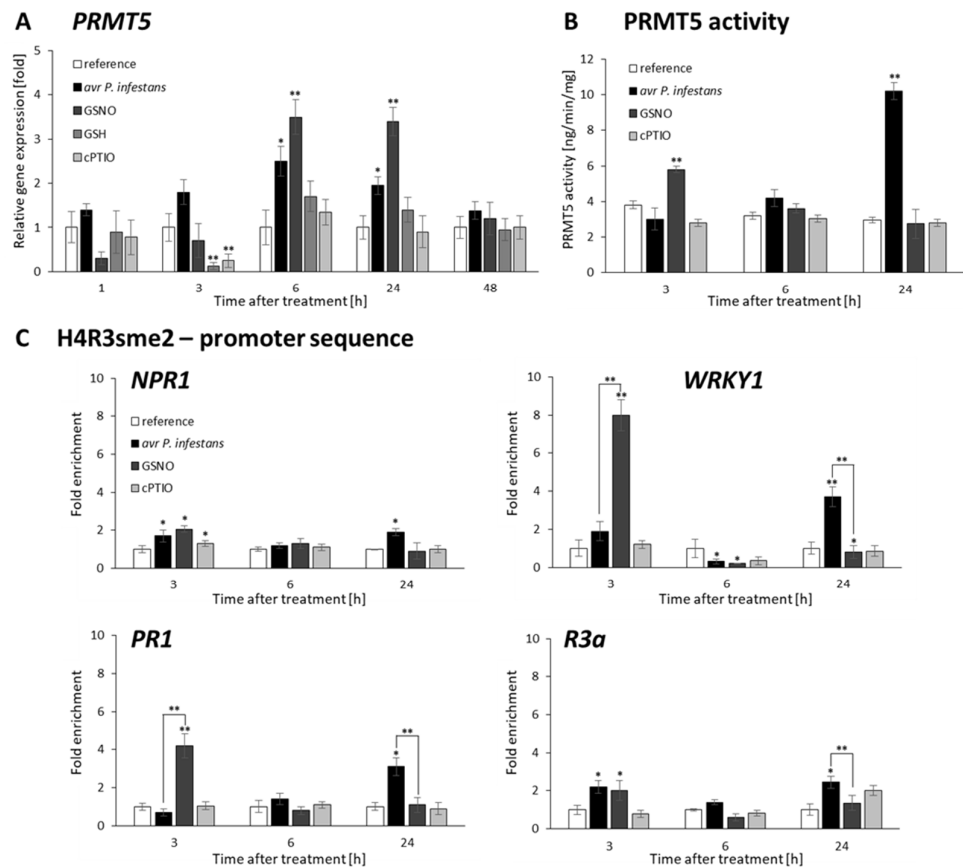 A PRMT5
Relative gene expression [fold]
5
4
3
2
1
0
reference
avr P. infestans
GSNO
GSH
cPTIO
* ** * **
** **
1 3 6 24 48
Time after treatment [h]
B PRMT5 activity
PRMT5 activity [ng/min/mg]
12
10
8
6
4
2
0
reference
avr P. infestans
GSNO
cPTIO
** **
3 6 24
Time after treatment [h]
C H4R3sme2 – promoter sequence
NPR1
Fold enrichment
10
8
6
4
2
0
reference
avr P. infestans
GSNO
cPTIO
* * * *
3 6 24
Time after treatment [h]
WRKY1
Fold enrichment
10
8
6
4
2
0
**
**
**
**
* * *
3 6 24
Time after treatment [h]
PR1
Fold enrichment
10
8
6
4
2
0
**
**
**
*
3 6 24
Time after treatment [h]
R3a
Fold enrichment
10
8
6
4
2
0
**
* * *
3 6 24
Time after treatment [h]